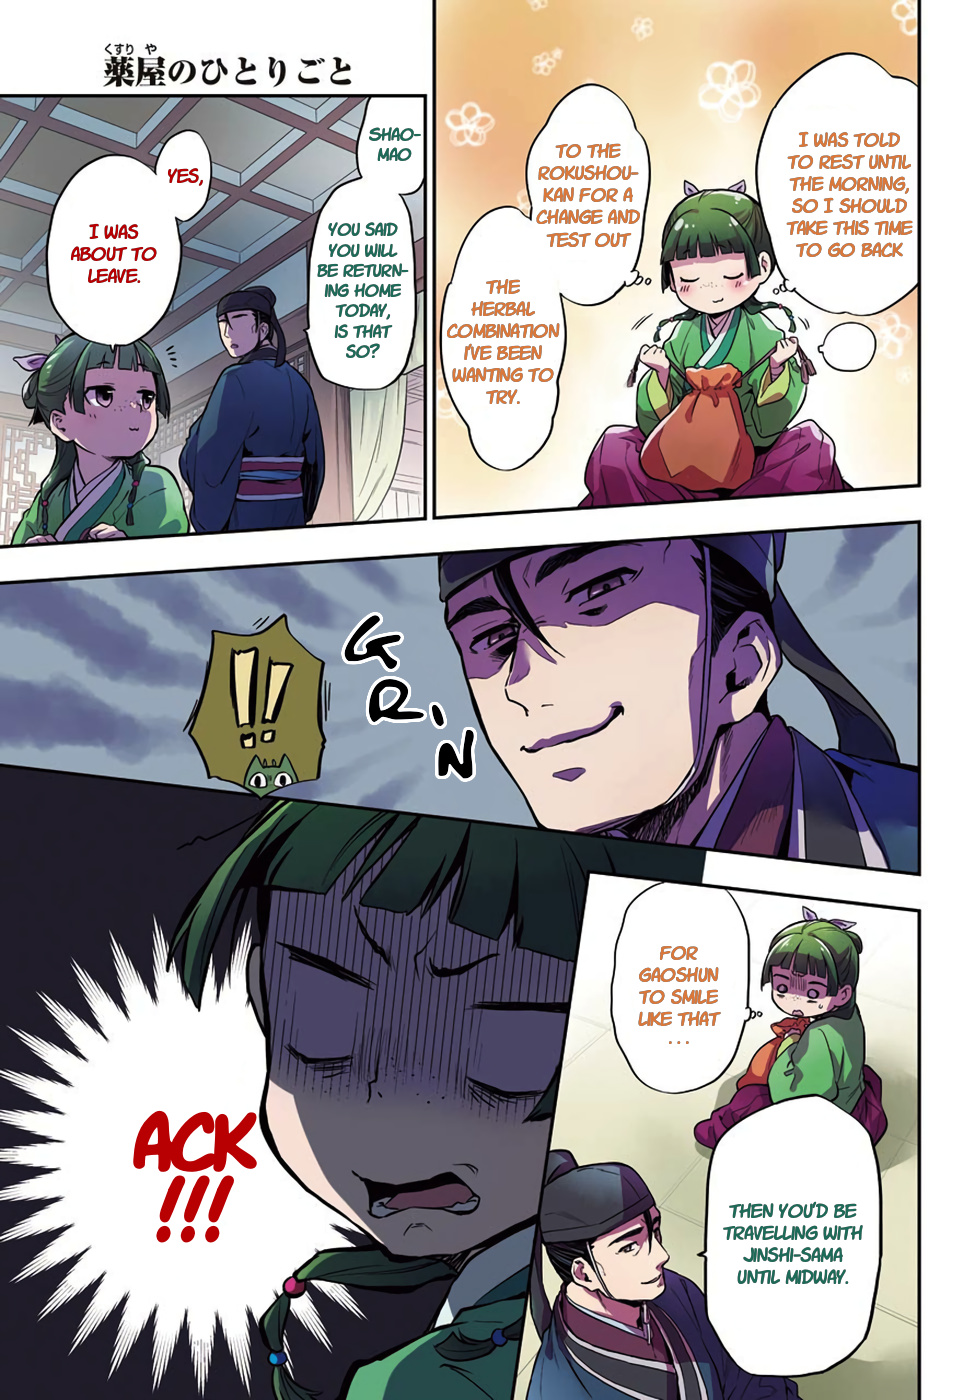 くすり や
薬屋のひとりごと
I WAS TOLD
TO REST UNTIL
THE MORNING,
SO I SHOULD
TAKE THIS TIME
TO GO BACK
TO THE
ROKUSHOU-
KAN FOR A
CHANGE AND
TEST OUT
THE
HERBAL
COMBINATION
I'VE BEEN
WANTING TO
TRY.
SHAO-
MAO
YOU SAID
YOU WILL
BE RETURN-
ING HOME
TODAY,
IS THAT
SO?
YES,
I WAS
ABOUT TO
LEAVE.
!!
GRIN
FOR
GAOSHUN
TO SMILE
LIKE THAT
...
THEN YOU'D BE
TRAVELLING WITH
JINSHI-SAMA
UNTIL MIDWAY.
ACK
!!!